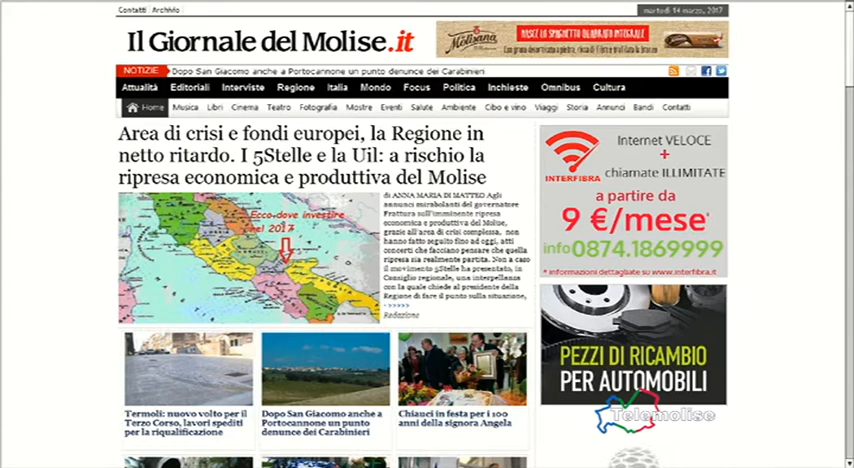 Contatti Archivio
martedì 14 marzo, 2017
Il Giornale del Molise.it
La Molisana
NASCE LO SPAGHETTO QUADRATO INTEGRALE
NOTIZIE
Dopo San Giacomo anche a Portocannone un punto denunce dei Carabinieri
Attualità Editoriali Interviste Regione Italia Mondo Focus Politica Inchieste Omnibus Cultura
Home Musica Libri Cinema Teatro Fotografia Mostre Eventi Salute Ambiente Cibo e vino Viaggi Storia Annunci Bandi Contatti
Area di crisi e fondi europei, la Regione in
netto ritardo. I 5Stelle e la Uil: a rischio la
ripresa economica e produttiva del Molise
Ecco dove investire
nel 2017
di ANNA MARIA DI MATTEO Agli
annunci mirabolanti del governatore
Frattura sull'imminente ripresa
economica e produttiva del Molise,
grazie all'area di crisi complessa, non
hanno fatto seguito fino ad oggi, atti
concerti che facciano pensare che quella
ripresa sia realmente partita. Non a caso
il movimento 5Stelle ha presentato, in
Consiglio regionale, una interpellanza
con la quale chiede al presidente della
Regione di fare il punto sulla situazione,
- >>>>>
Redazione
INTERFIBRA
Internet VELOCE
+
chiamate ILLIMITATE
a partire da
9 €/mese*
info0874.1869999
* informazioni dettagliate su www.interfibra.it
PEZZI DI RICAMBIO
PER AUTOMOBILI
Telemolise
Termoli: nuovo volto per il
Terzo Corso, lavori spediti
per la riqualificazione
Dopo San Giacomo anche a
Portocannone un punto
denunce dei Carabinieri
Chiauci in festa per i 100
anni della signora Angela